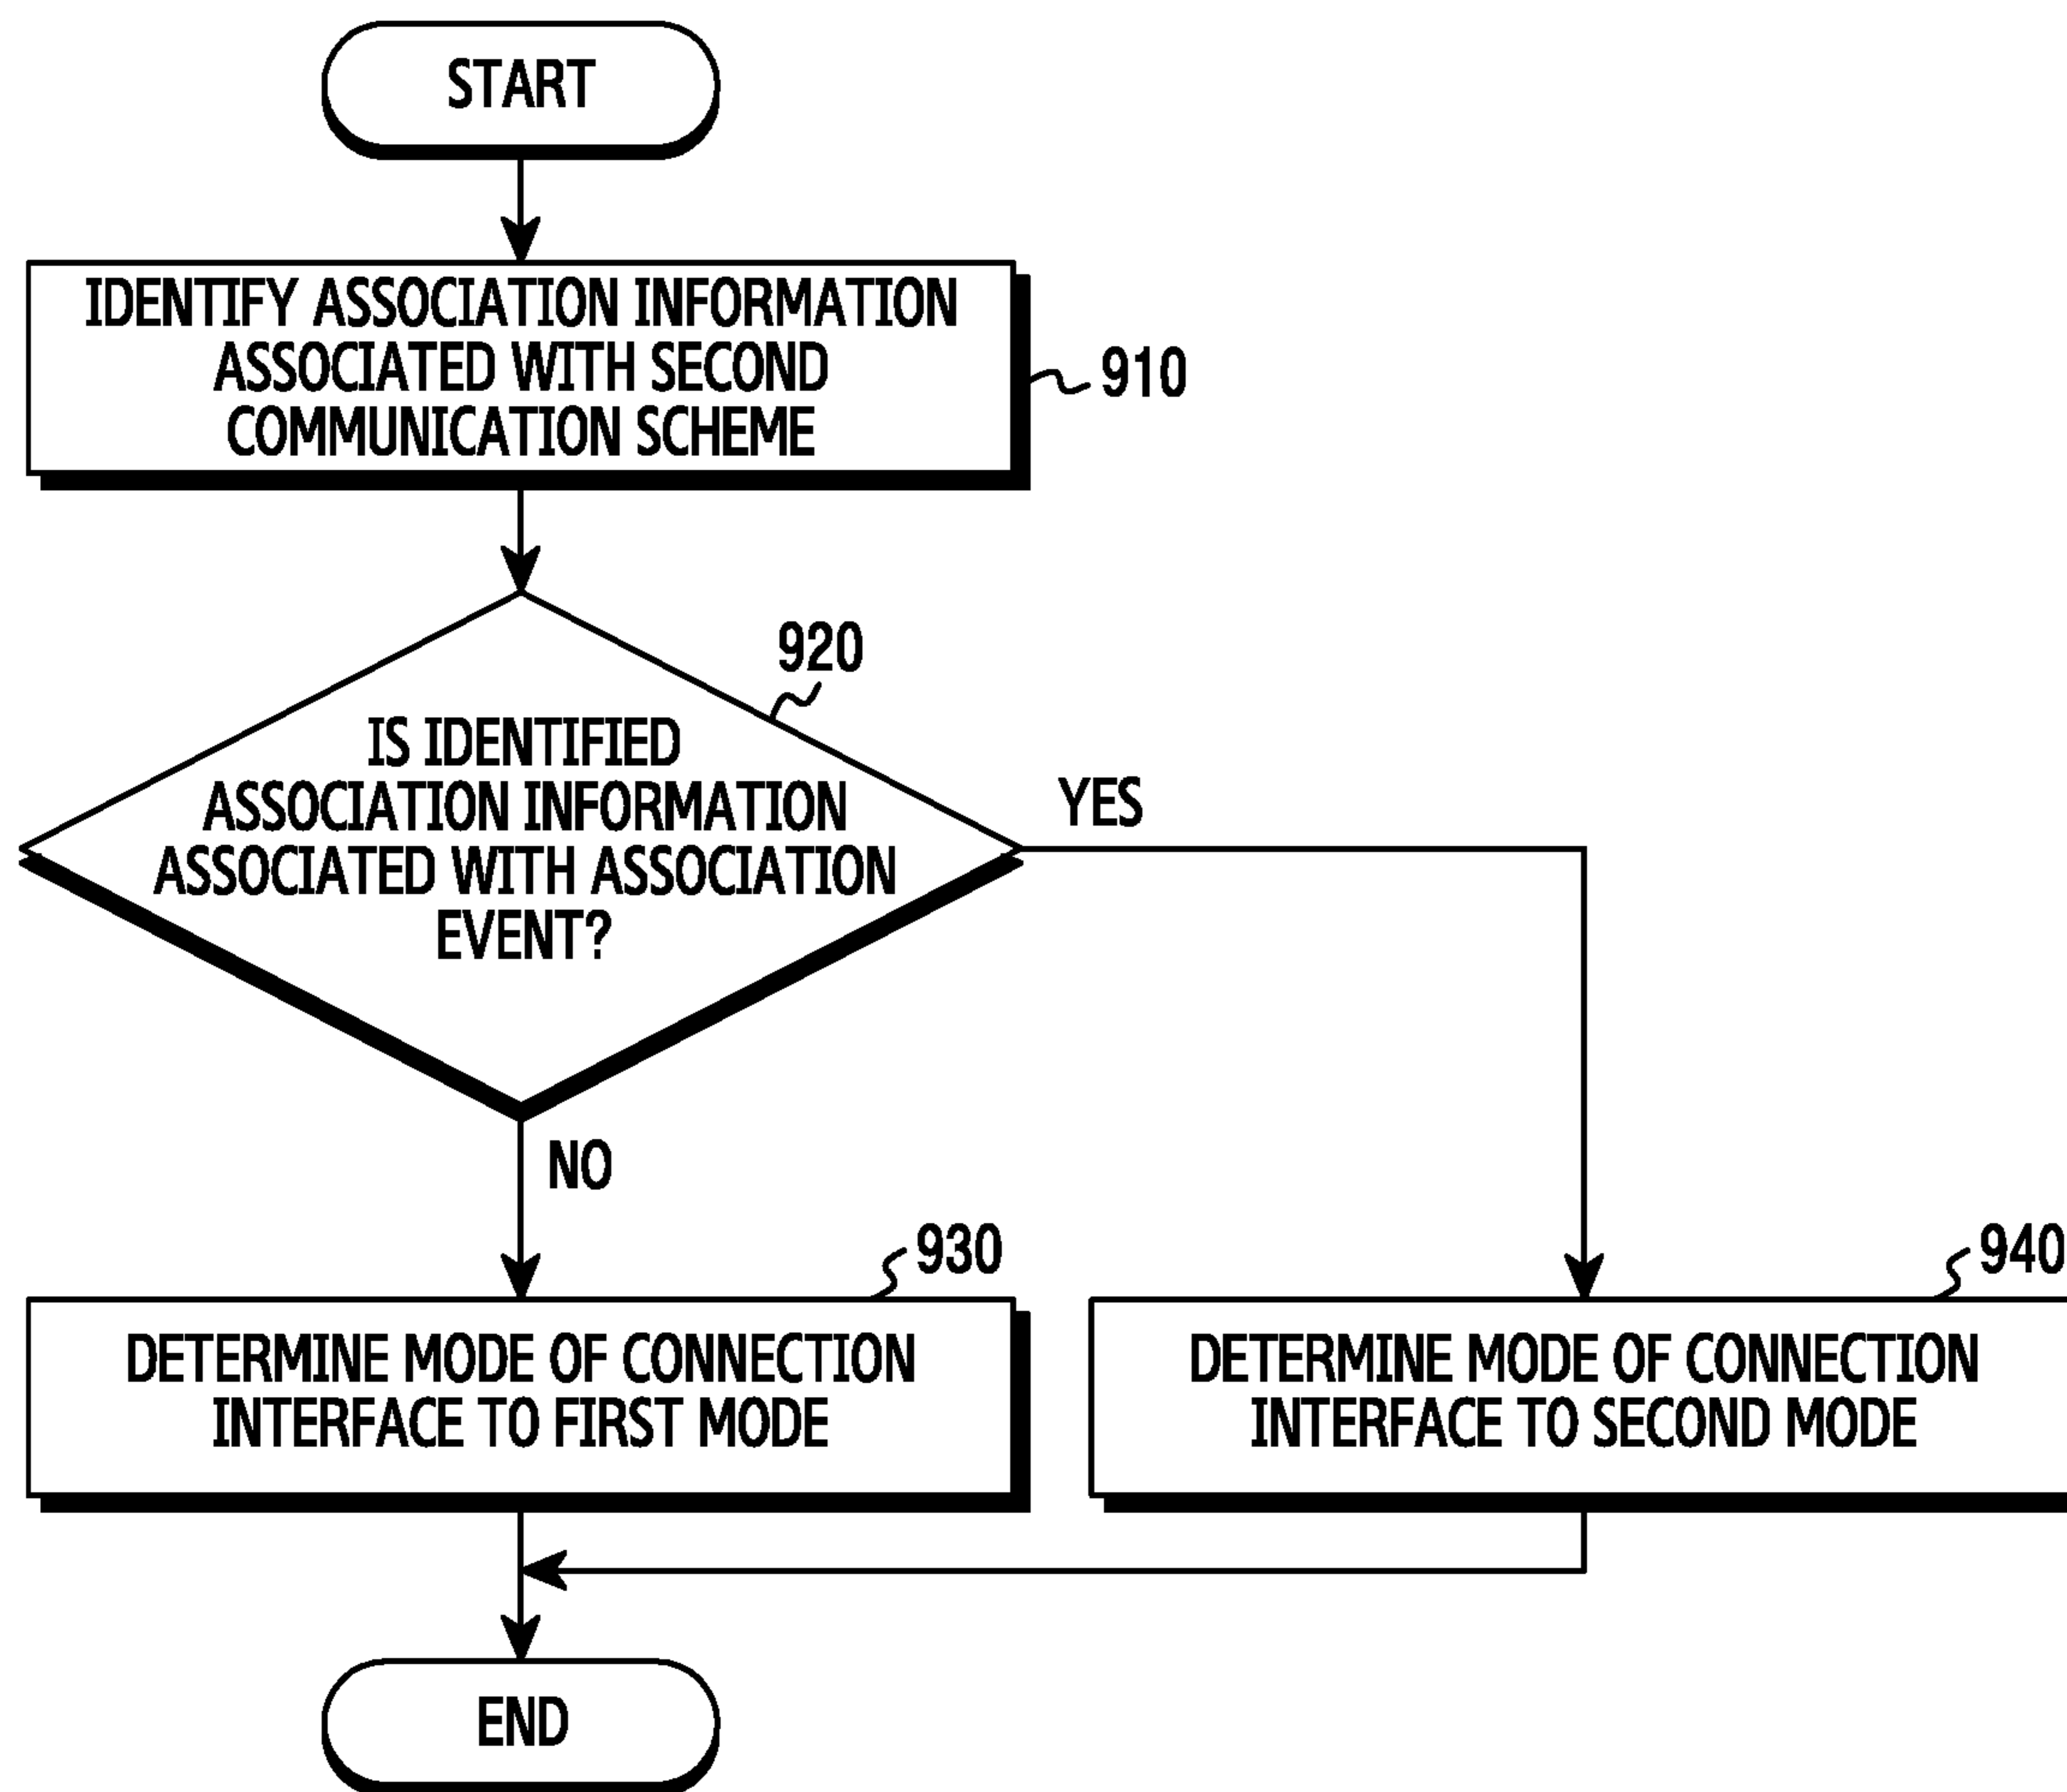 START
IDENTIFY ASSOCIATION INFORMATION
ASSOCIATED WITH SECOND
COMMUNICATION SCHEME
910
920
IS IDENTIFIED
ASSOCIATION INFORMATION
ASSOCIATED WITH ASSOCIATION
EVENT?
YES
NO
930
DETERMINE MODE OF CONNECTION
INTERFACE TO FIRST MODE
940
DETERMINE MODE OF CONNECTION
INTERFACE TO SECOND MODE
END